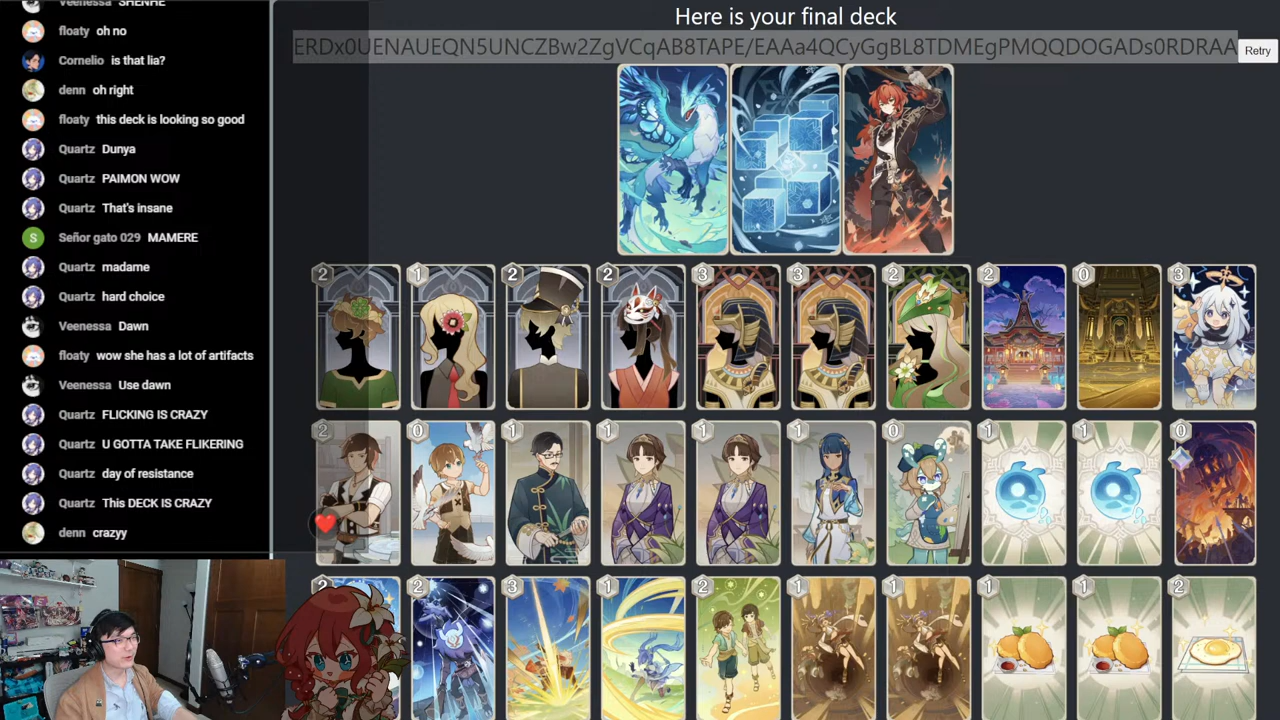 Veenessa SHENHE
floaty oh no
Cornelio is that lia?
denn oh right
floaty this deck is looking so good
Quartz Dunya
Quartz PAIMON WOW
Quartz That's insane
S Señor gato 029 MAMERE
Quartz madame
Quartz hard choice
Veenessa Dawn
floaty wow she has a lot of artifacts
Veenessa Use dawn
Quartz FLICKING IS CRAZY
Quartz U GOTTA TAKE FLIKERING
Quartz day of resistance
Quartz This DECK IS CRAZY
denn crazyy
Here is your final deck
ERDx0UENAUEQN5UNCZBw2ZgVCqAB8TAPE/EAAa4QCyGgBL8TDMEgPMQQDOGADs0RDRAA
Retry
2 1 2 2 3 3 2 2 0 3
2 0 1 1 1 1 0 1 1 0
2 2 3 1 2 1 1 1 1 2